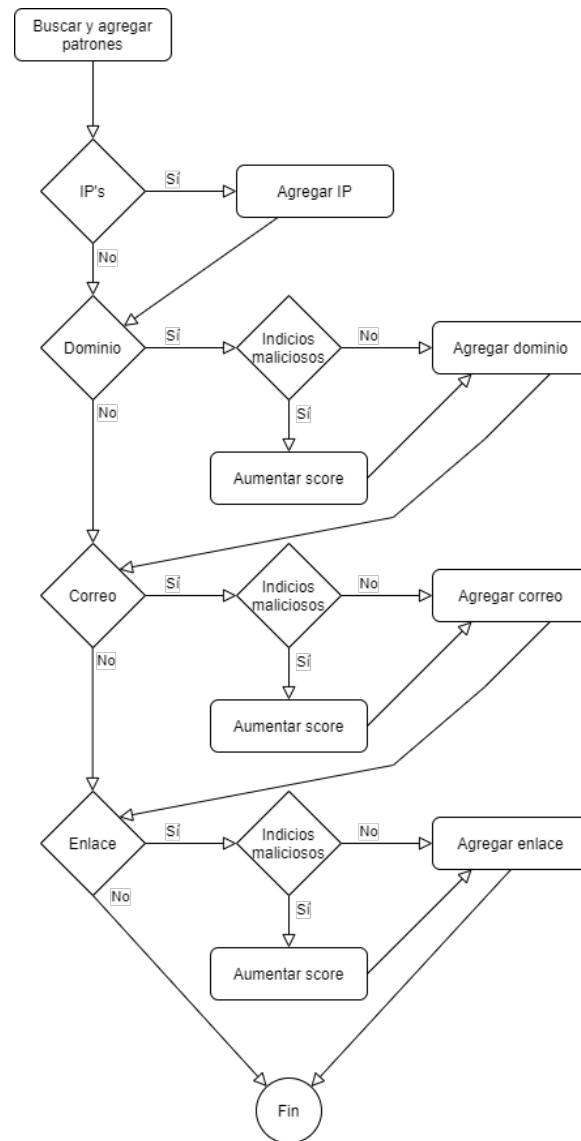 Buscar y agregar
patrones
IP's
Sí
Agregar IP
No
Dominio
Sí
Indicios
maliciosos
No
Agregar dominio
No
Sí
Aumentar score
Correo
Sí
Indicios
maliciosos
No
Agregar correo
No
Sí
Aumentar score
Enlace
Sí
Indicios
maliciosos
No
Agregar enlace
No
Sí
Aumentar score
Fin